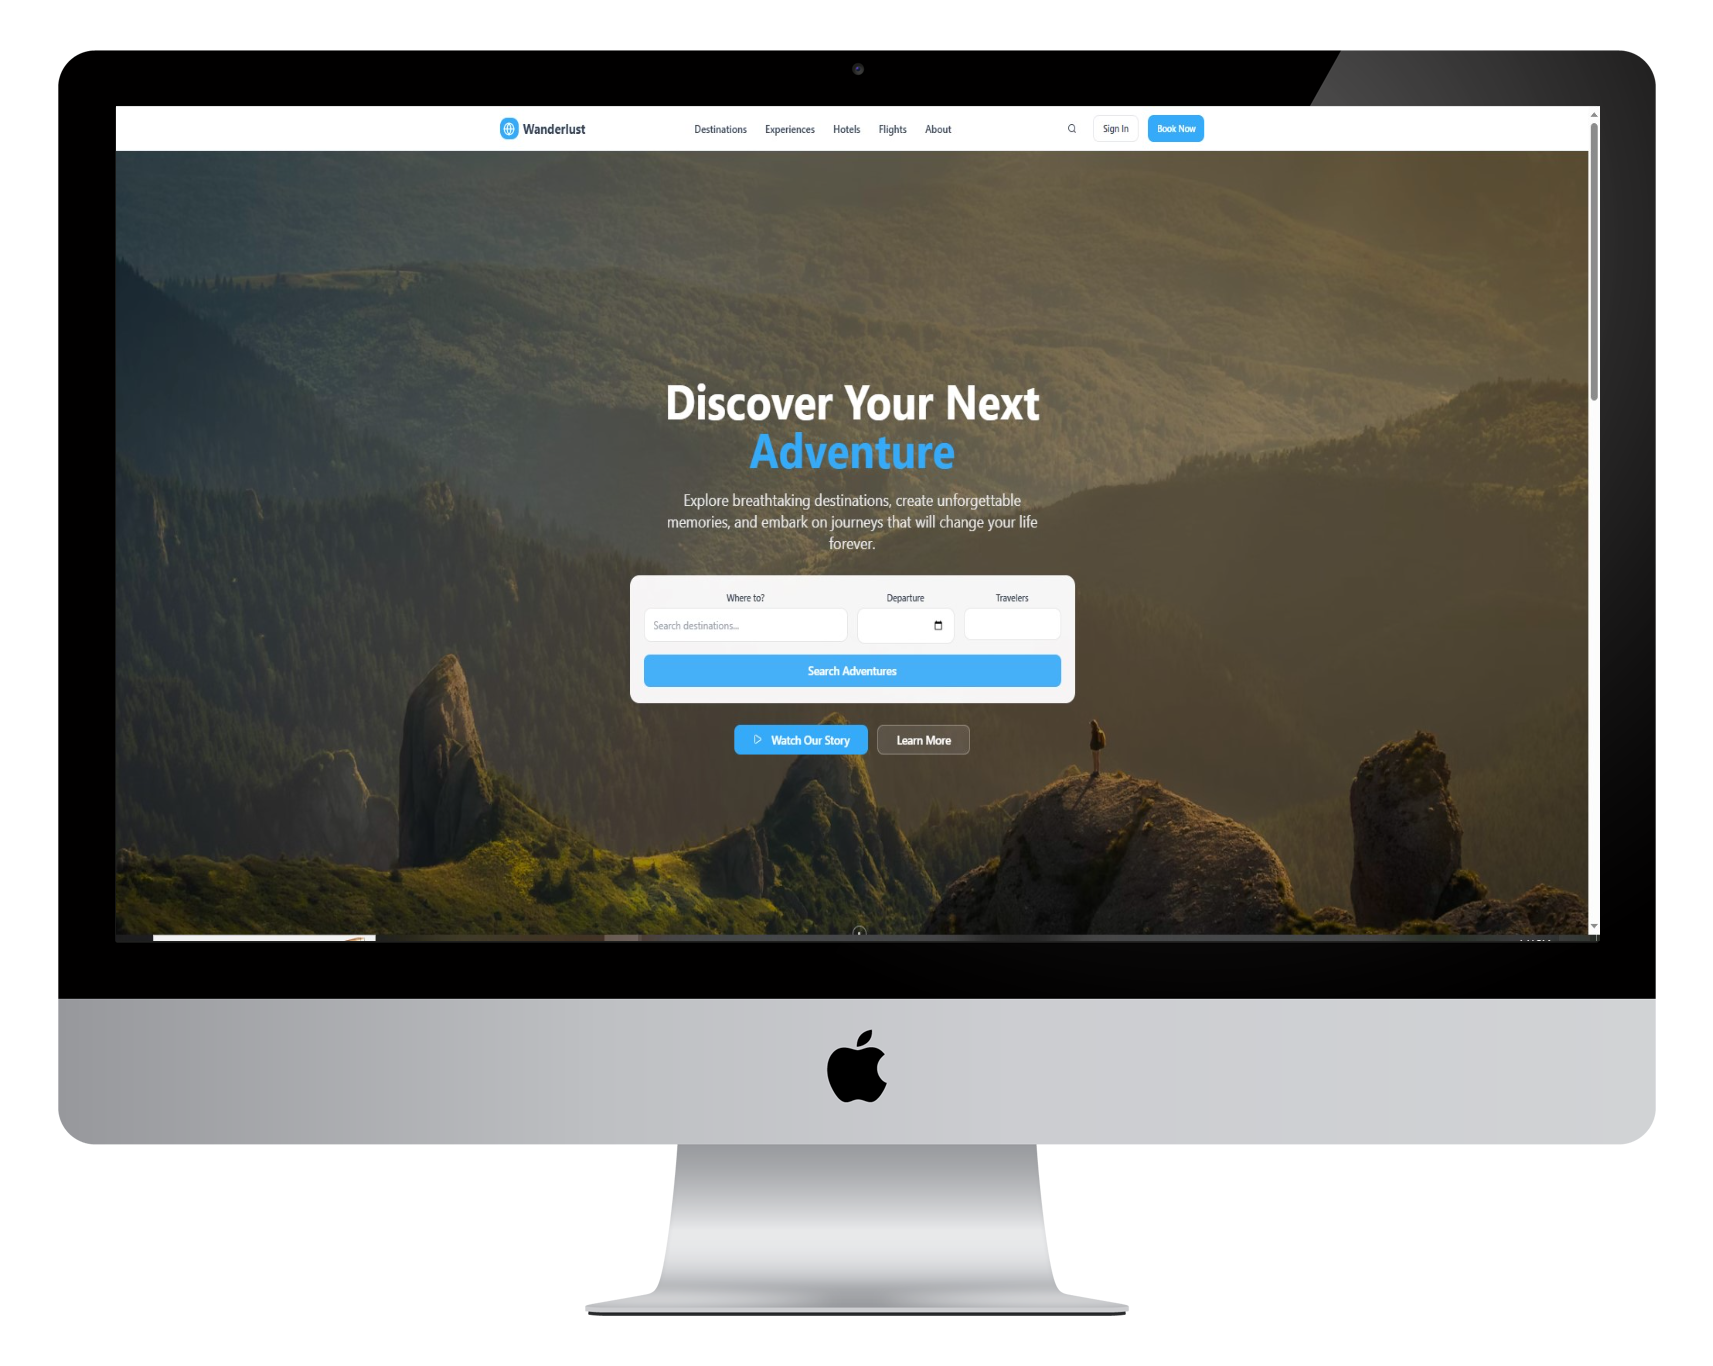 Wanderlust
Destinations Experiences Hotels Flights About
Sign In
Book Now
Discover Your Next
Adventure
Explore breathtaking destinations, create unforgettable
memories, and embark on journeys that will change your life
forever.
Where to? Departure Travelers
Search destinations...
Search Adventures
Watch Our Story
Learn More